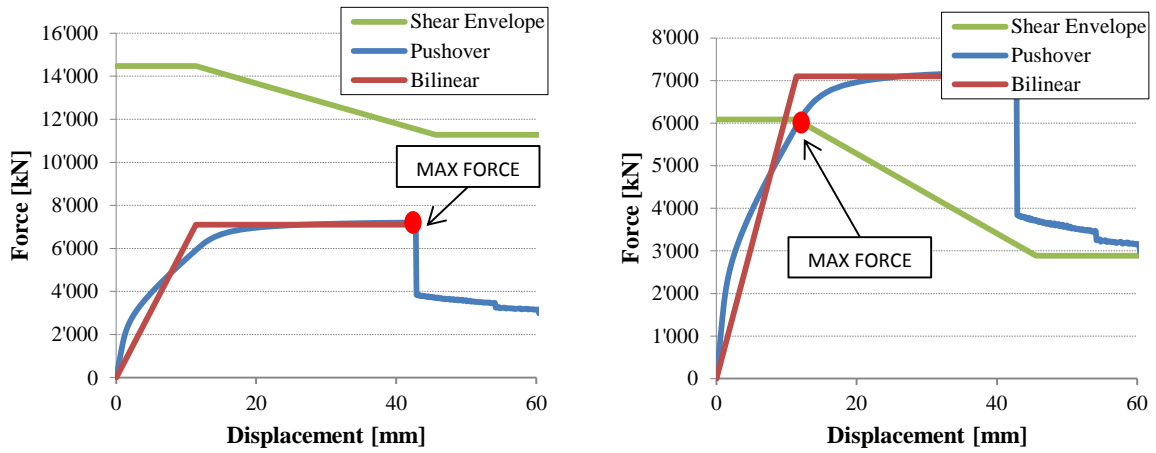 16'000
14'000
12'000
10'000
8'000
6'000
4'000
2'000
0
Force [kN]
Shear Envelope
Pushover
Bilinear
MAX FORCE
0
20
40
60
Displacement [mm]
8'000
7'000
6'000
5'000
4'000
3'000
2'000
1'000
0
Force [kN]
Shear Envelope
Pushover
Bilinear
MAX FORCE
0
20
40
60
Displacement [mm]